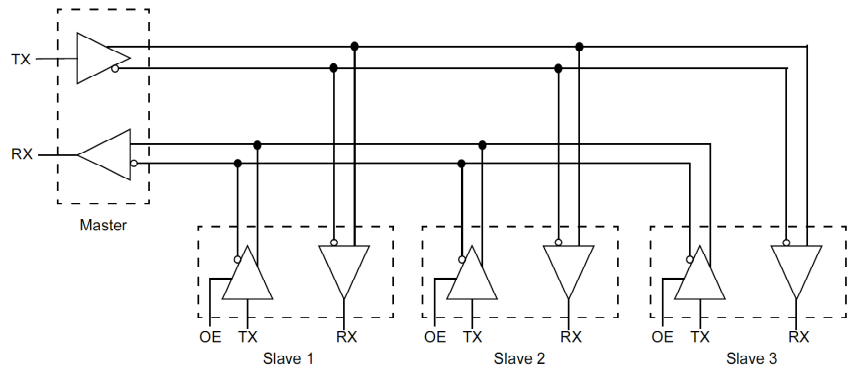 TX
RX
Master
OE TX RX
OE TX RX
OE TX RX
Slave 1
Slave 2
Slave 3